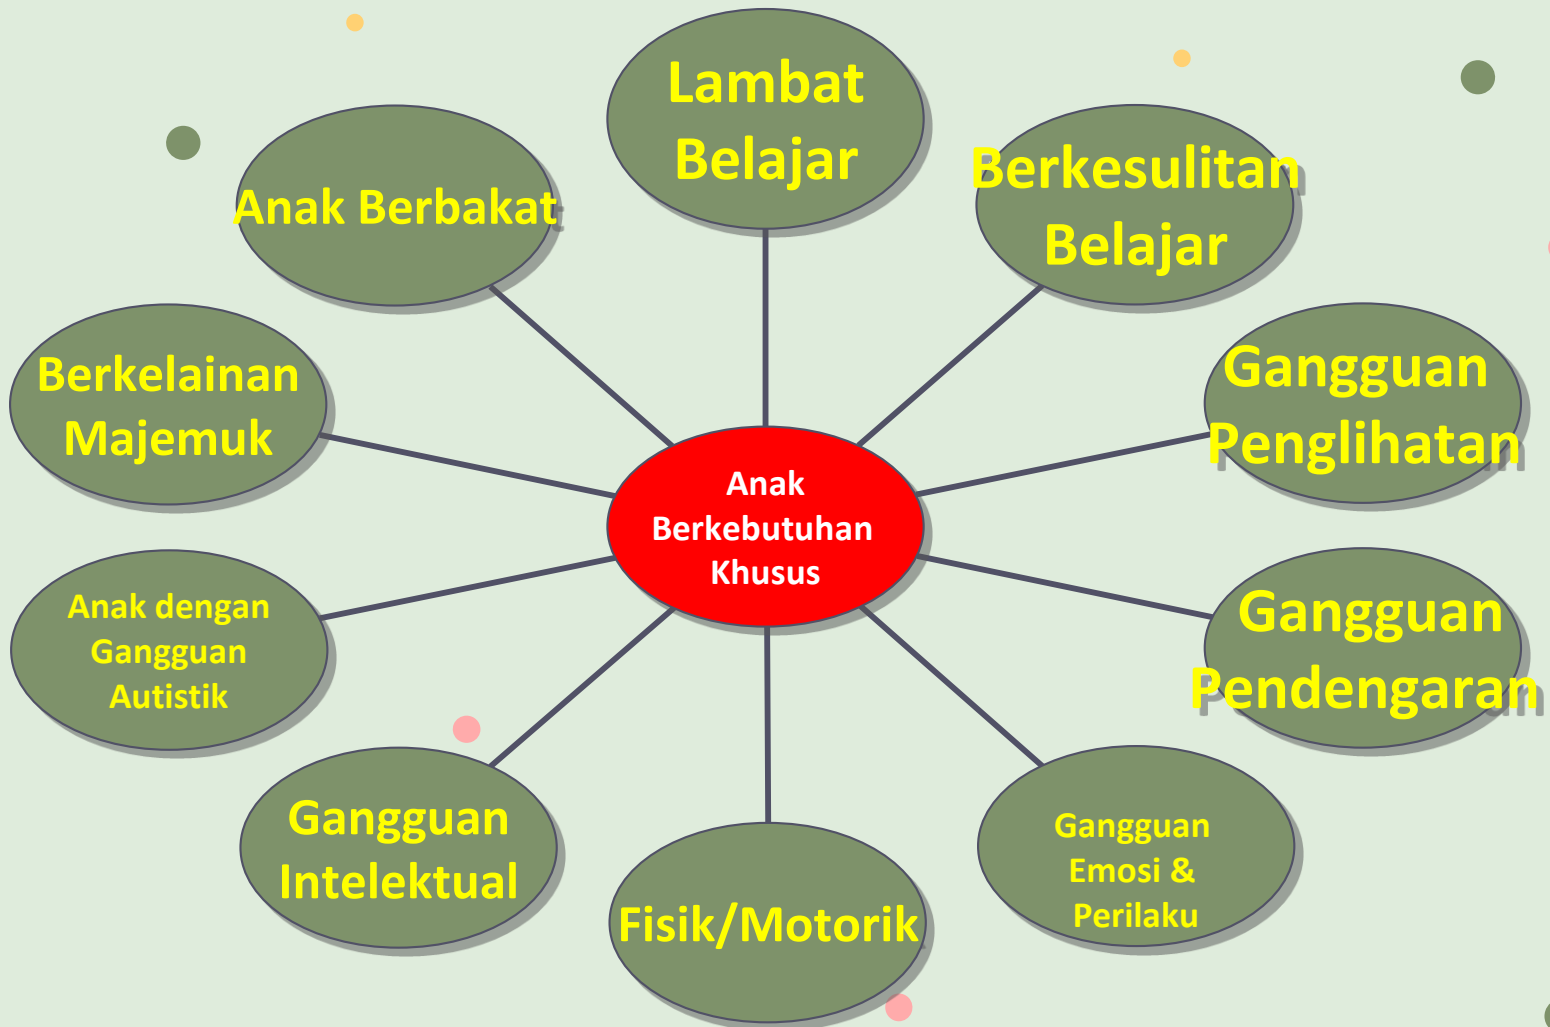 Lambat
Belajar
Berkesulitan
Belajar
Gangguan
Penglihatan
Gangguan
Pendengaran
Gangguan
Emosi &
Perilaku
Fisik/Motorik
Gangguan
Intelektual
Anak dengan
Gangguan
Autistik
Berkelainan
Majemuk
Anak Berbakat
Anak
Berkebutuhan
Khusus